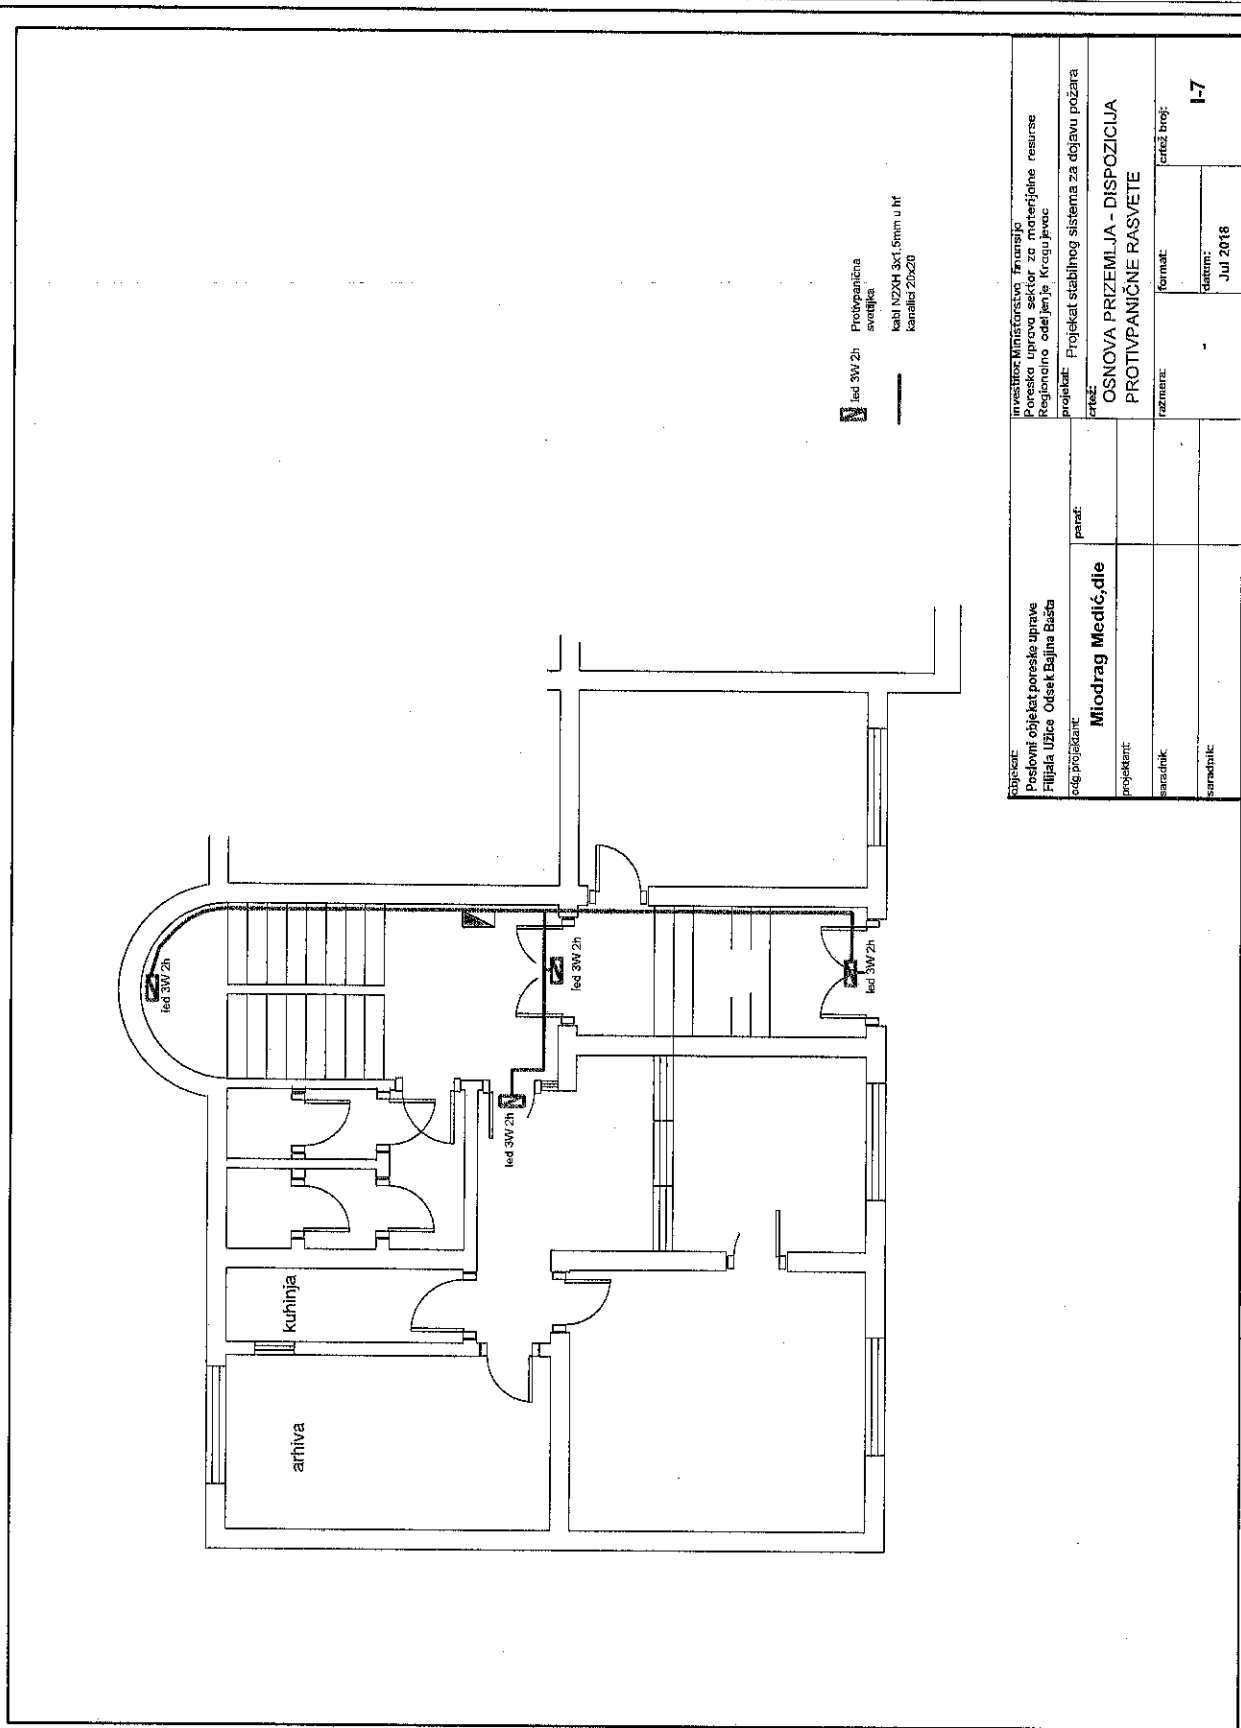 arhiva
kuhinja
led 3W 2h
led 3W 2h
led 3W 2h
led 3W 2h
led 3W 2h
Protivpanična
svetiljka
kabl N2XH 3x1.5mm u hf
kanalici 20x20
objekat:
Poslovni objekat poreske uprave
Filijala Užice Odsek Bajina Bašta
odg.projektant:
Miodrag Medić,die
paraf:
projektant:
saradnik:
saradnik:
investitor: Ministarstvo finansija
Poreska uprava sektor za materijalne resurse
Regionalno odeljenje Kragujevac
projekat: Projekat stabilnog sistema za dojavu požara
crtež:
OSNOVA PRIZEMLJA - DISPOZICIJA
PROTIVPANIČNE RASVETE
razmera:
-
format:
datum:
Jul 2018
crtež broj:
I-7